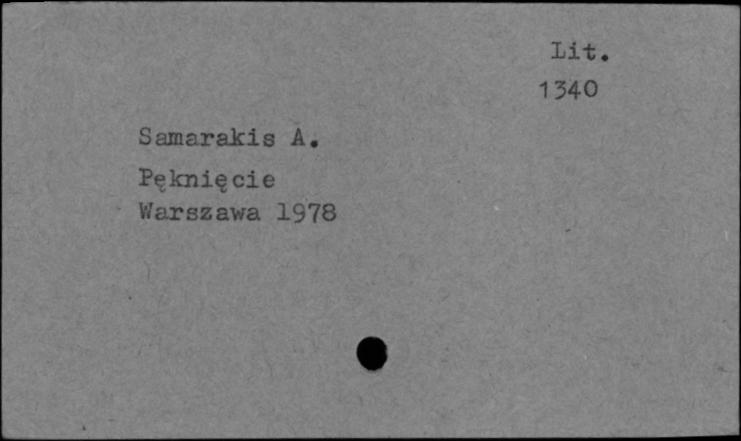 Lit.
1340
Samarakis A.
Pęknięcie
Warszawa 1978